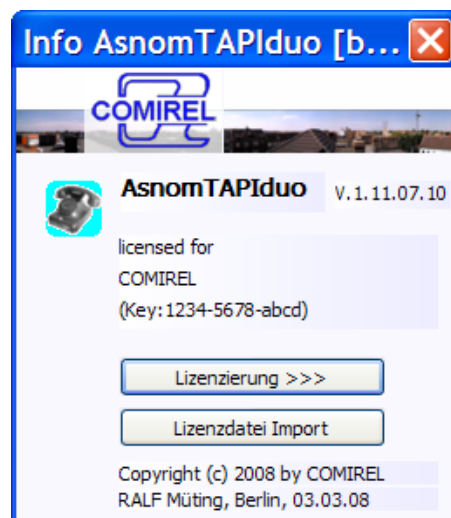 Info AsnomTAPIduo [b...
COMIREL
AsnomTAPIduo V.1.11.07.10
licensed for
COMIREL
(Key:1234-5678-abcd)
Lizenzierung >>>
Lizenzdatei Import
Copyright (c) 2008 by COMIREL
RALF Müting, Berlin, 03.03.08